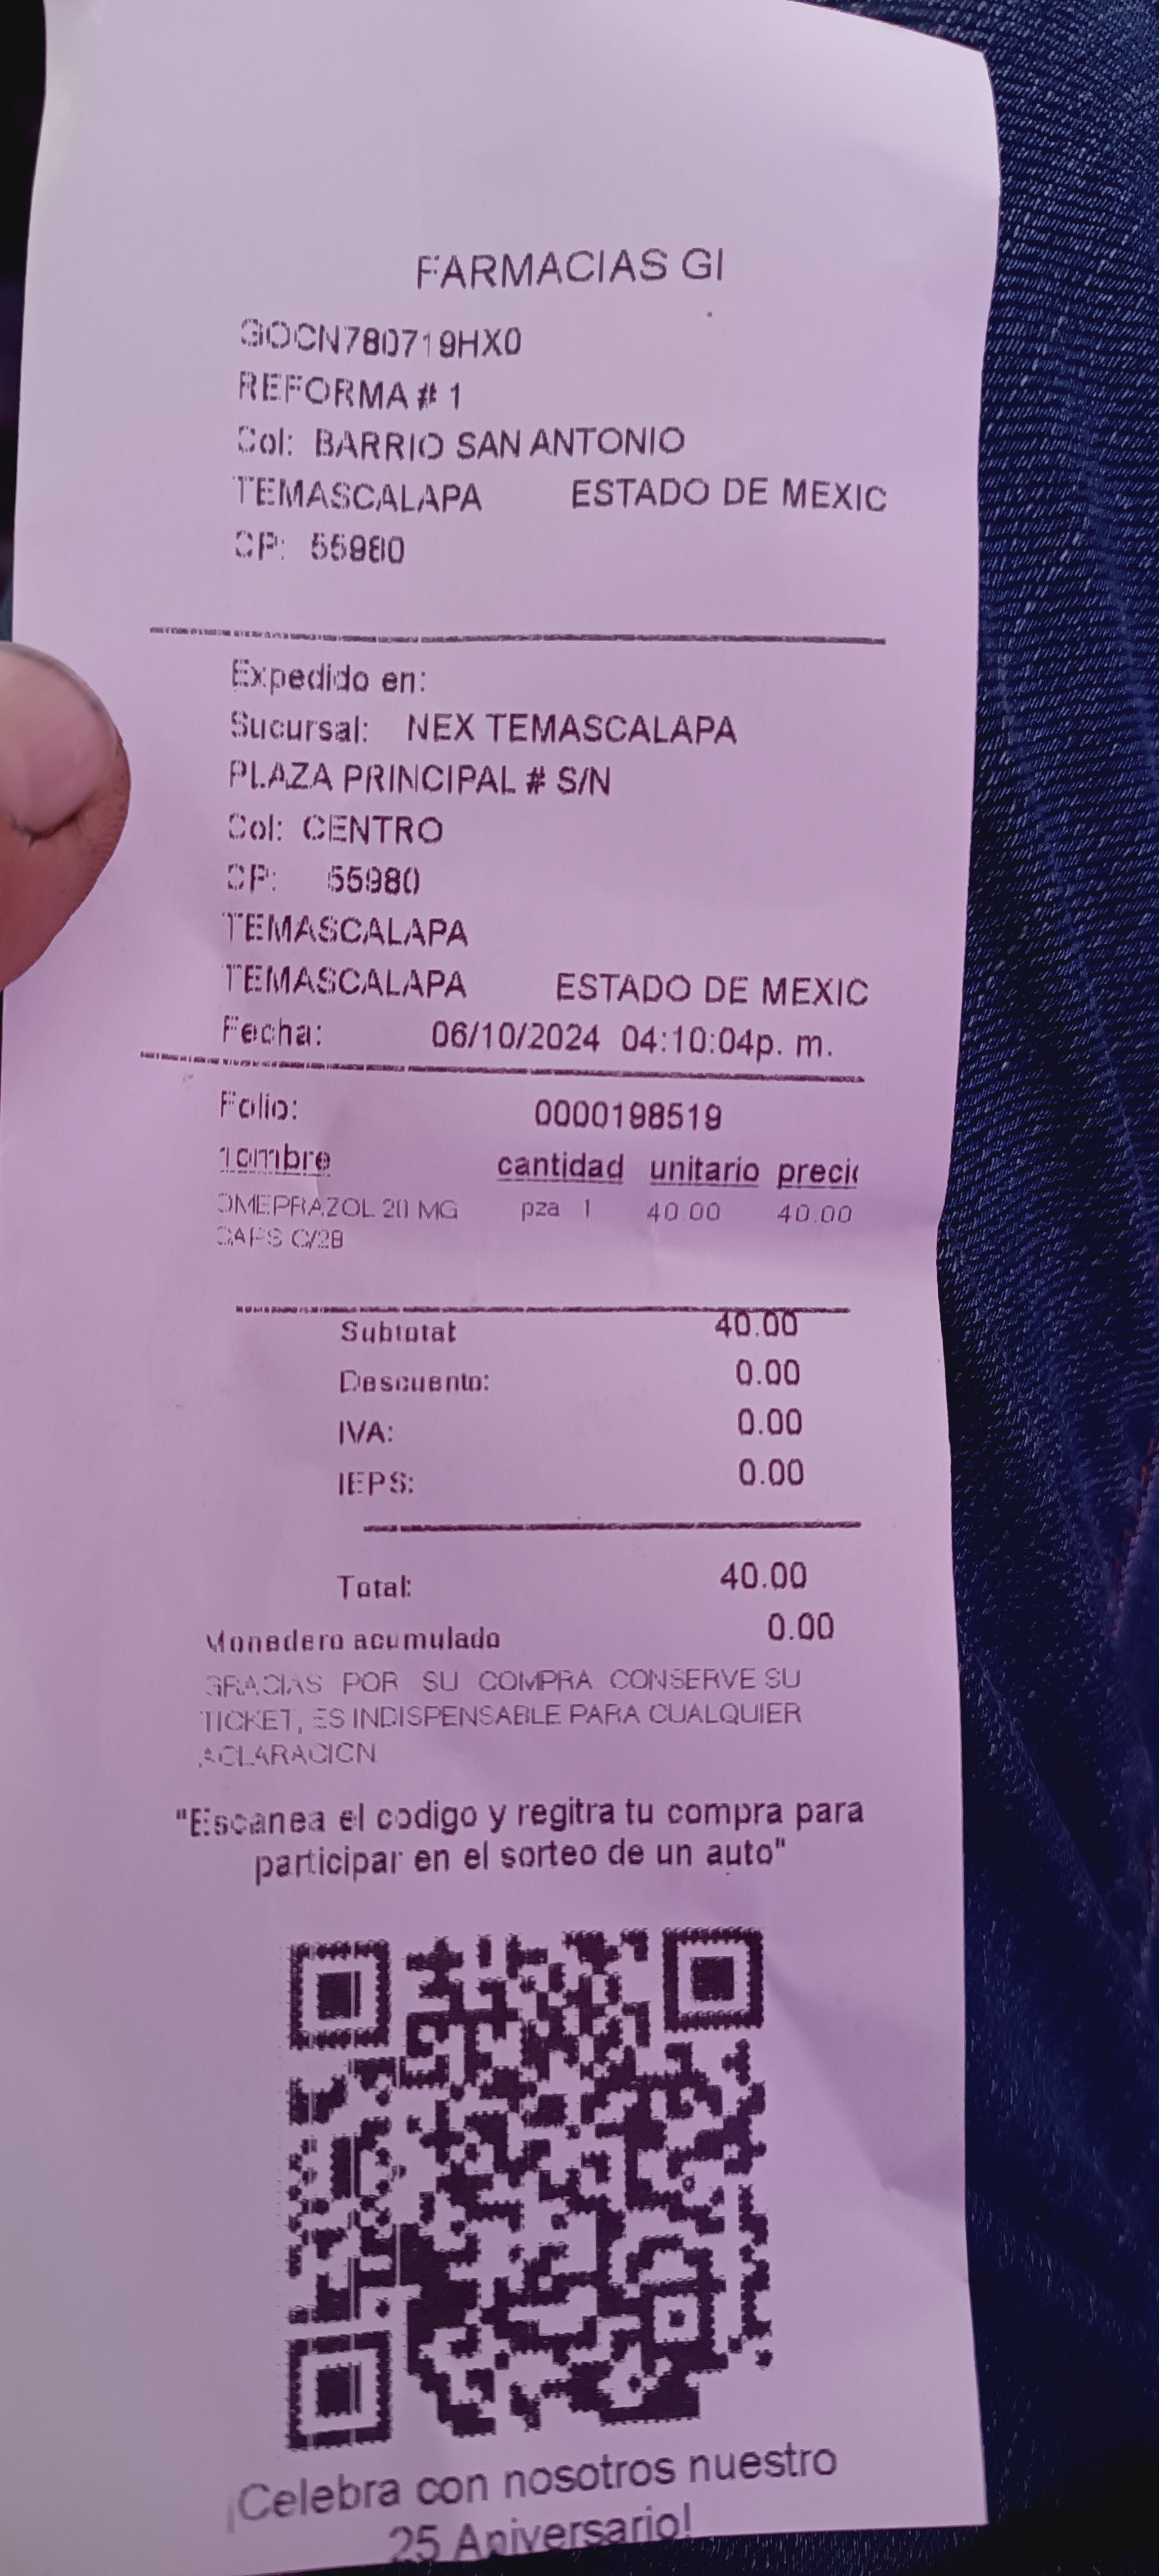 FARMACIAS GI
GOCN780719HX0
REFORMA # 1
Col: BARRIO SAN ANTONIO
TEMASCALAPA ESTADO DE MEXIC
CP: 55980
Expedido en:
Sucursal: NEX TEMASCALAPA
PLAZA PRINCIPAL # S/N
Col: CENTRO
CP: 55980
TEMASCALAPA
TEMASCALAPA ESTADO DE MEXIC
Fecha: 06/10/2024 04:10:04p. m.
Folio: 0000198519
nombre cantidad unitario precio
OMEPRAZOL 20 MG pza 1 40.00 40.00
CAPS C/28
Subtotal 40.00
Descuento: 0.00
IVA: 0.00
IEPS: 0.00
Total: 40.00
Monedero acumulado 0.00
GRACIAS POR SU COMPRA CONSERVE SU
TICKET, ES INDISPENSABLE PARA CUALQUIER
ACLARACION
"Escanea el codigo y regitra tu compra para
participar en el sorteo de un auto"
¡Celebra con nosotros nuestro
25 Aniversario!